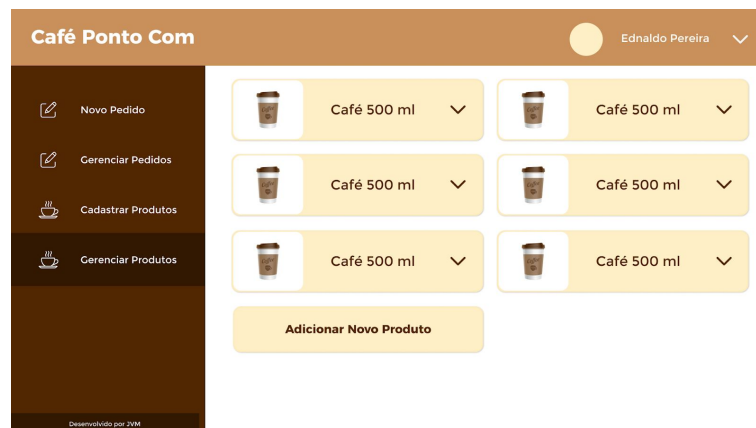 Café Ponto Com
Ednaldo Pereira
Novo Pedido
Gerenciar Pedidos
Cadastrar Produtos
Gerenciar Produtos
Café 500 ml
Café 500 ml
Café 500 ml
Café 500 ml
Café 500 ml
Café 500 ml
Adicionar Novo Produto
Desenvolvido por JVM